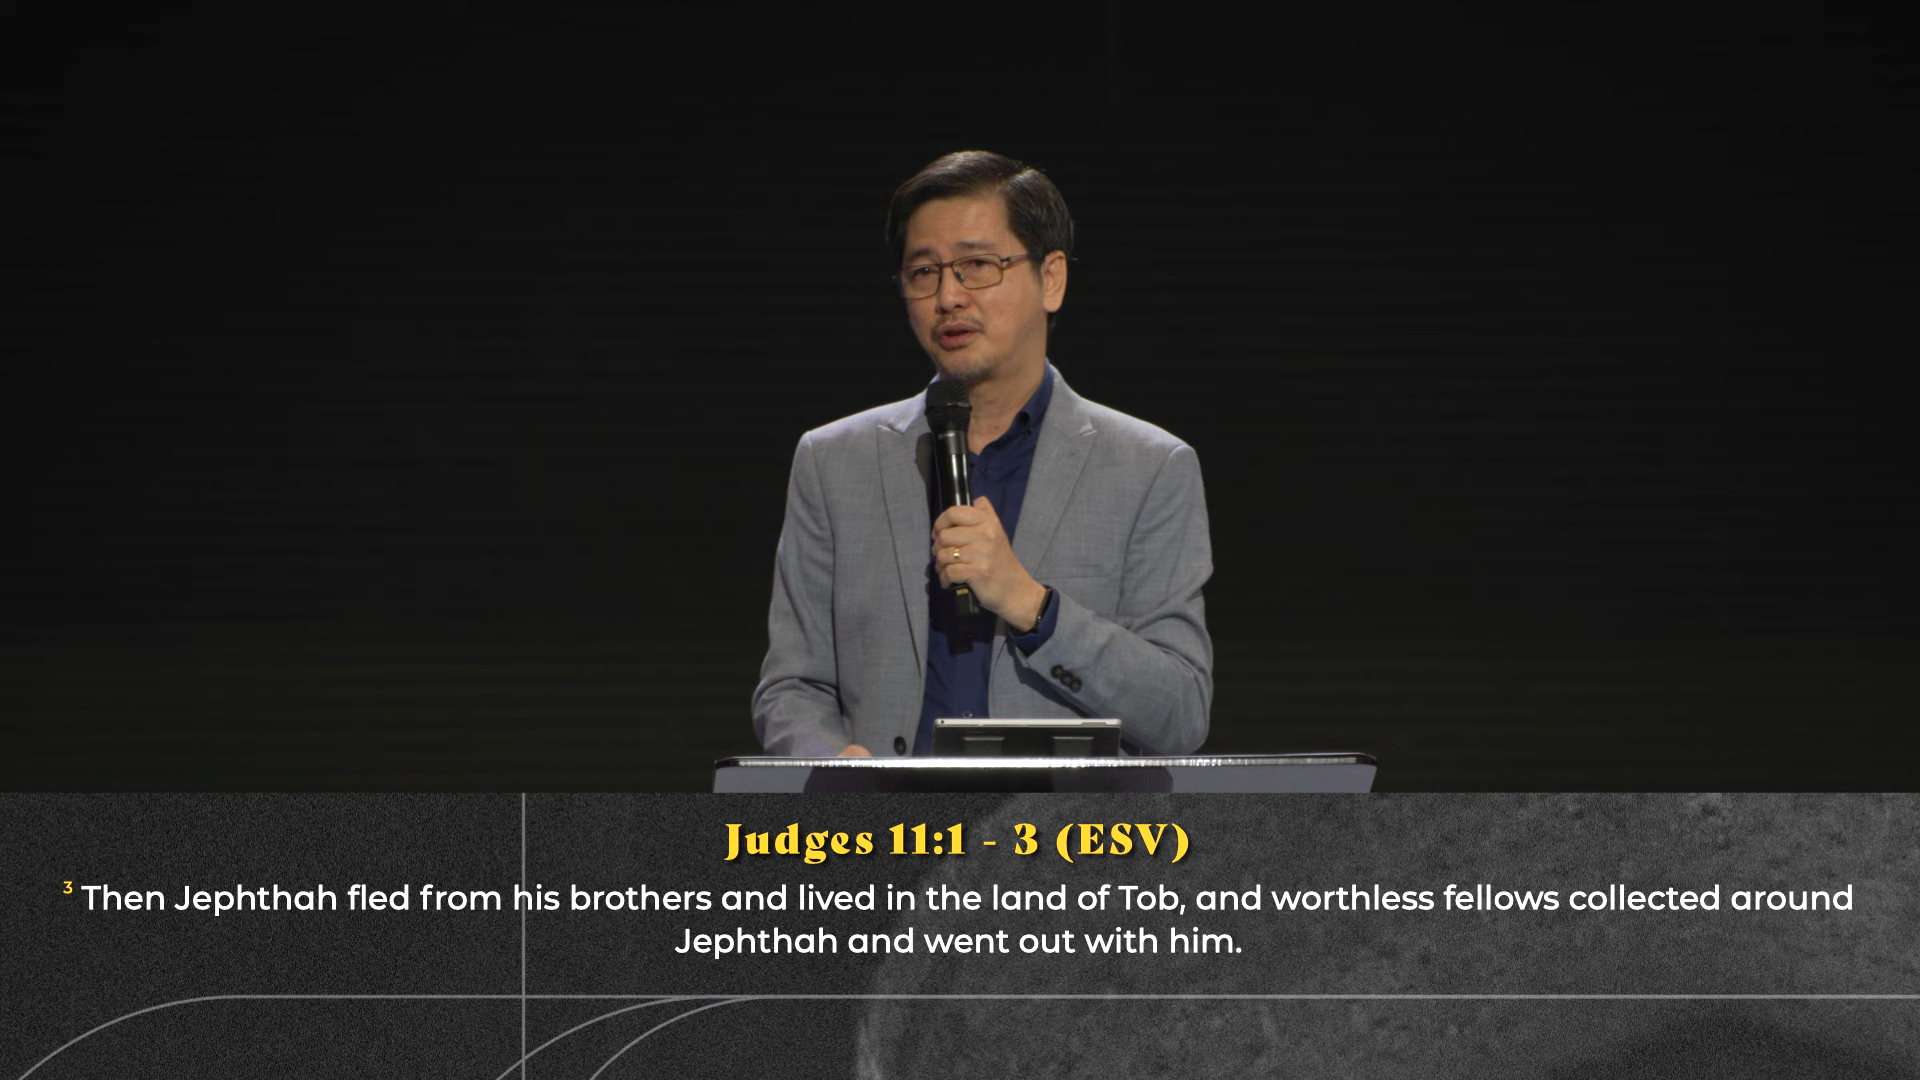 Judges 11:1 - 3 (ESV)
3 Then Jephthah fled from his brothers and lived in the land of Tob, and worthless fellows collected around
Jephthah and went out with him.